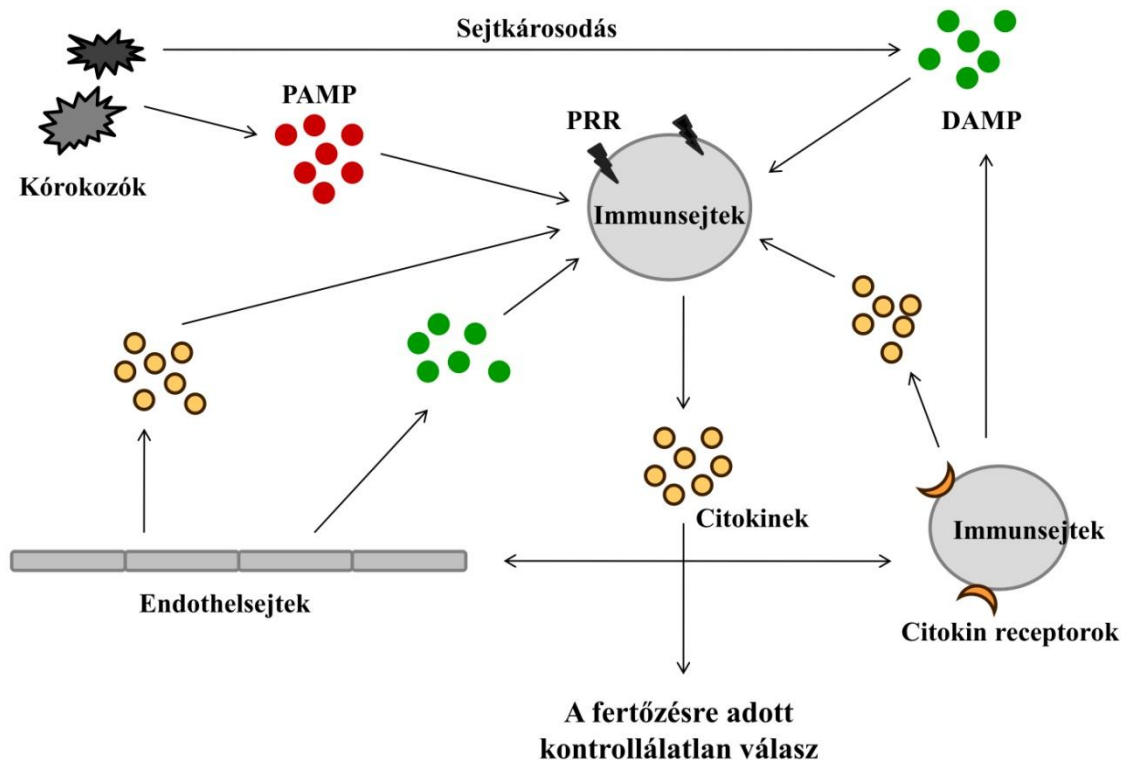 Sejtkárosodás
PAMP
PRR
DAMP
Kórokozók
Immunsejtek
Citokinek
Immunsejtek
Endothelsejtek
Citokin receptorok
A fertőzésre adott
kontrollálatlan válasz